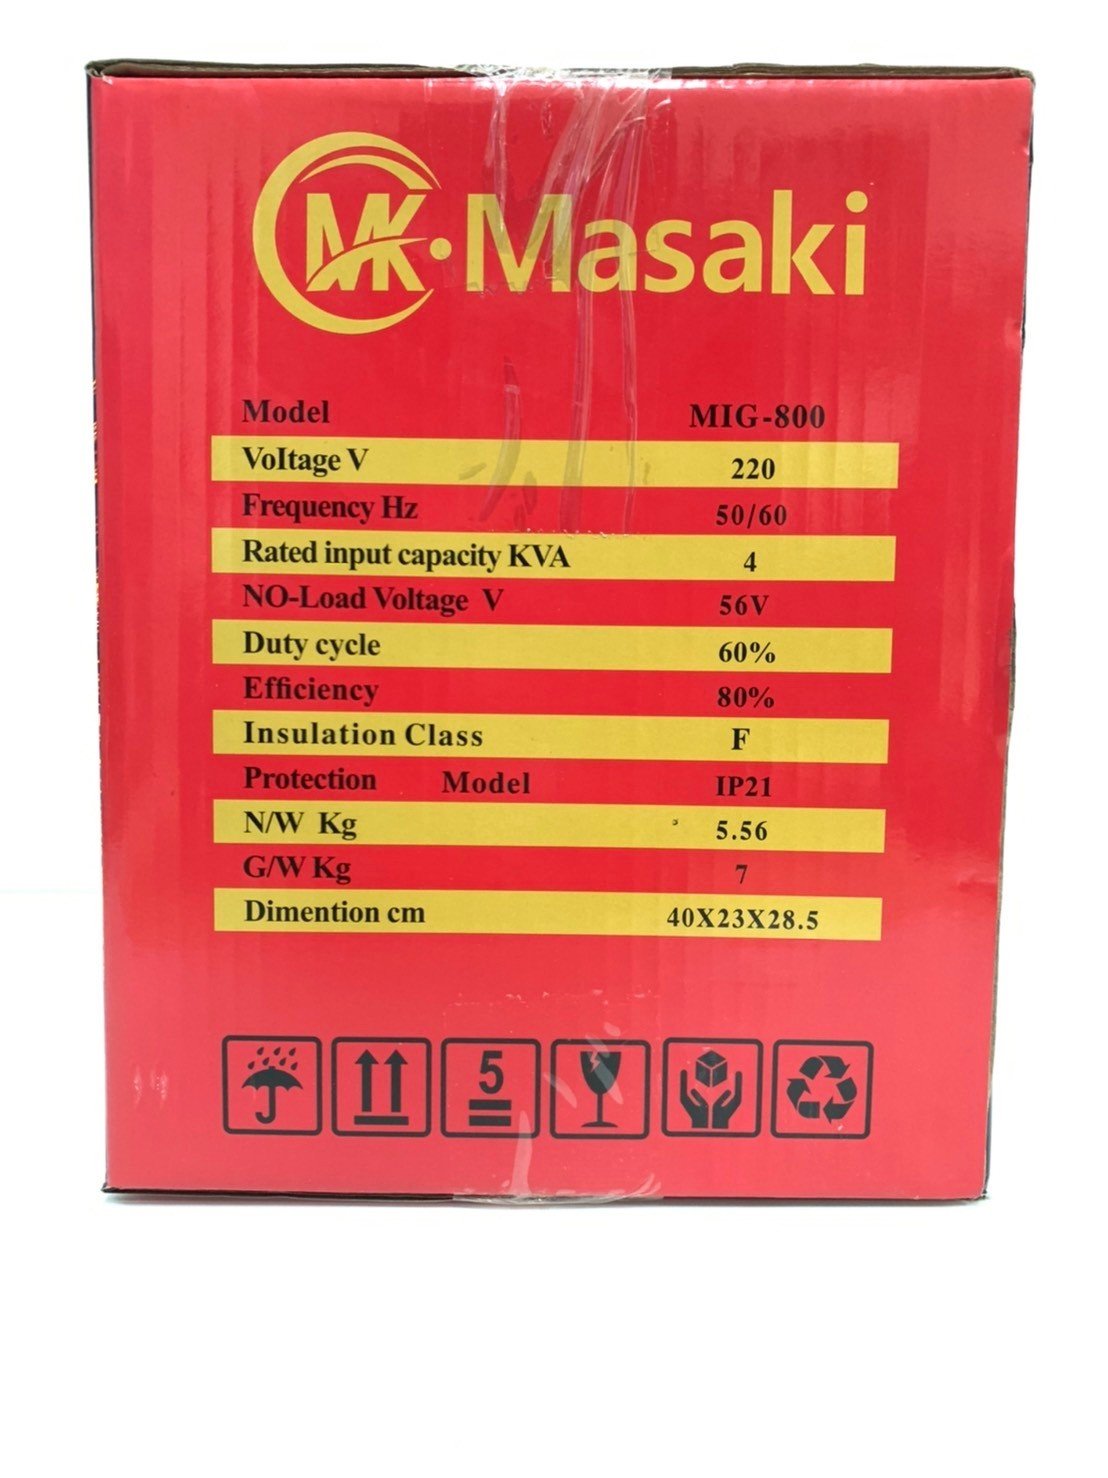 MK·Masaki
Model MIG-800
Voltage V 220
Frequency Hz 50/60
Rated input capacity KVA 4
NO-Load Voltage V 56V
Duty cycle 60%
Efficiency 80%
Insulation Class F
Protection Model IP21
N/W Kg 5.56
G/W Kg 7
Dimention cm 40X23X28.5
5